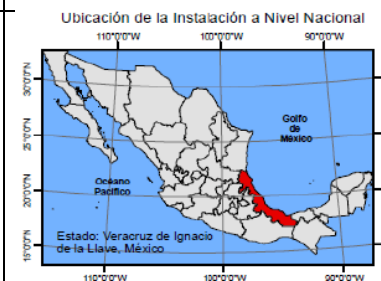 Ubicación de la Instalación a Nivel Nacional
110°0'0"W 100°0'0"W 90°0'0"W
30°0'0"N
25°0'0"N
20°0'0"N
15°0'0"N
Golfo
de
México
Océano
Pacífico
Estado: Veracruz de Ignacio
de la Llave, México
110°0'0"W 100°0'0"W 90°0'0"W